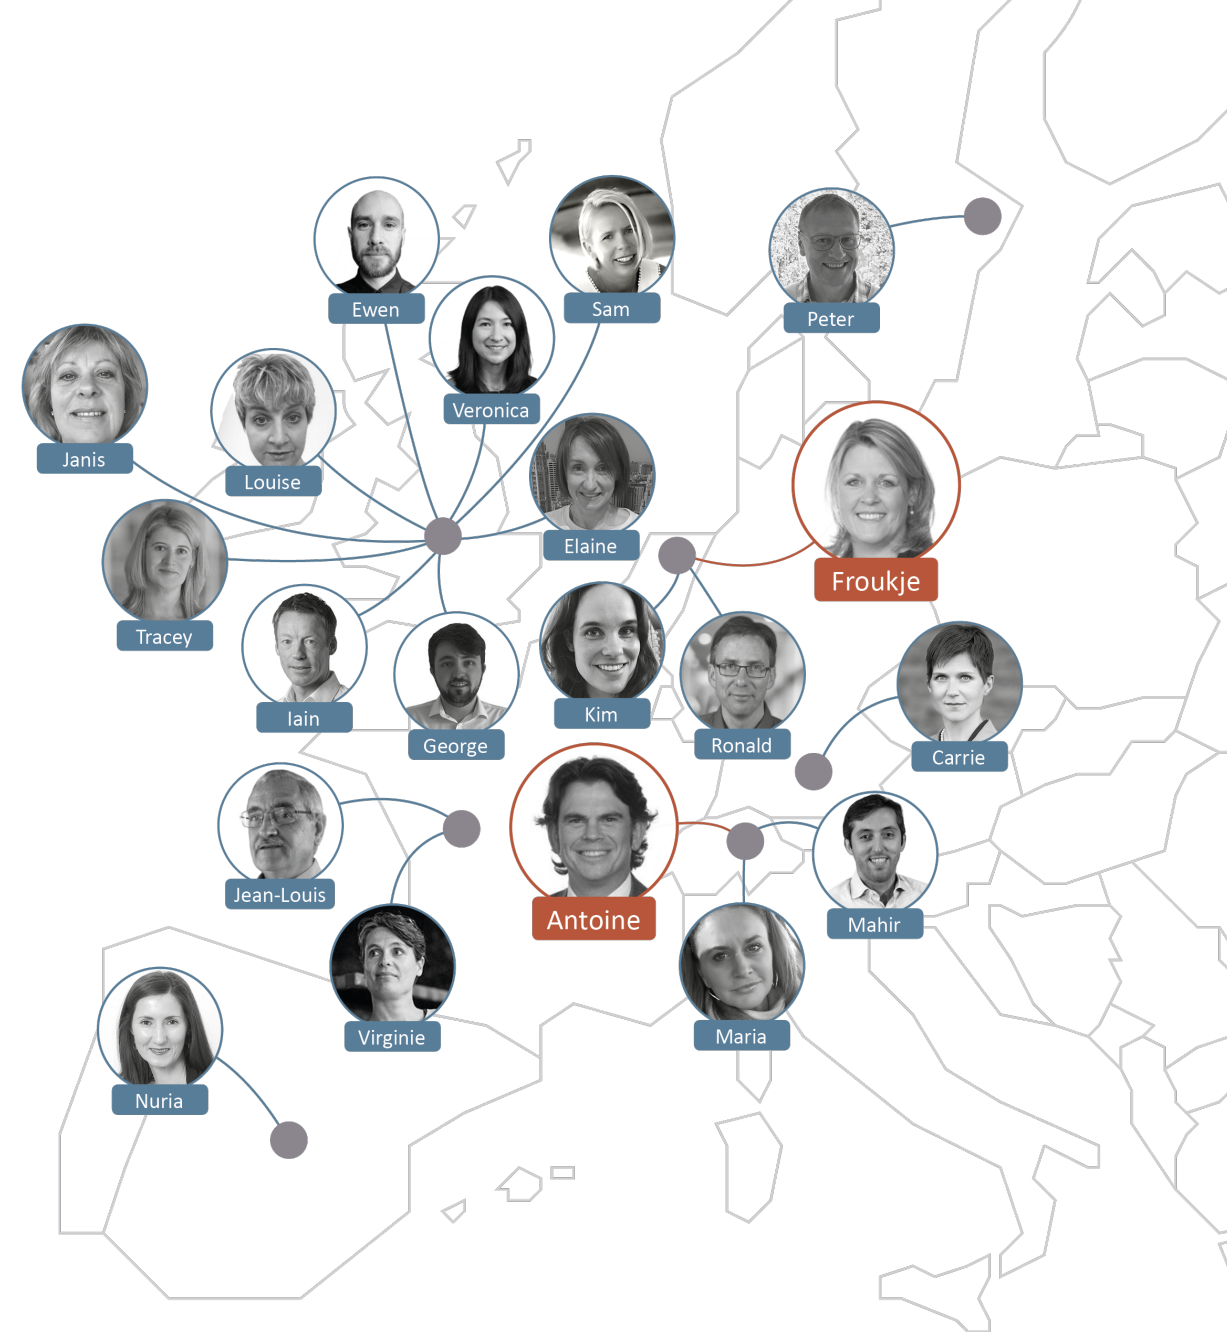 Ewen
Sam
Peter
Veronica
Janis
Louise
Elaine
Froukje
Tracey
Iain
Kim
George
Ronald
Carrie
Jean-Louis
Antoine
Mahir
Virginie
Maria
Nuria